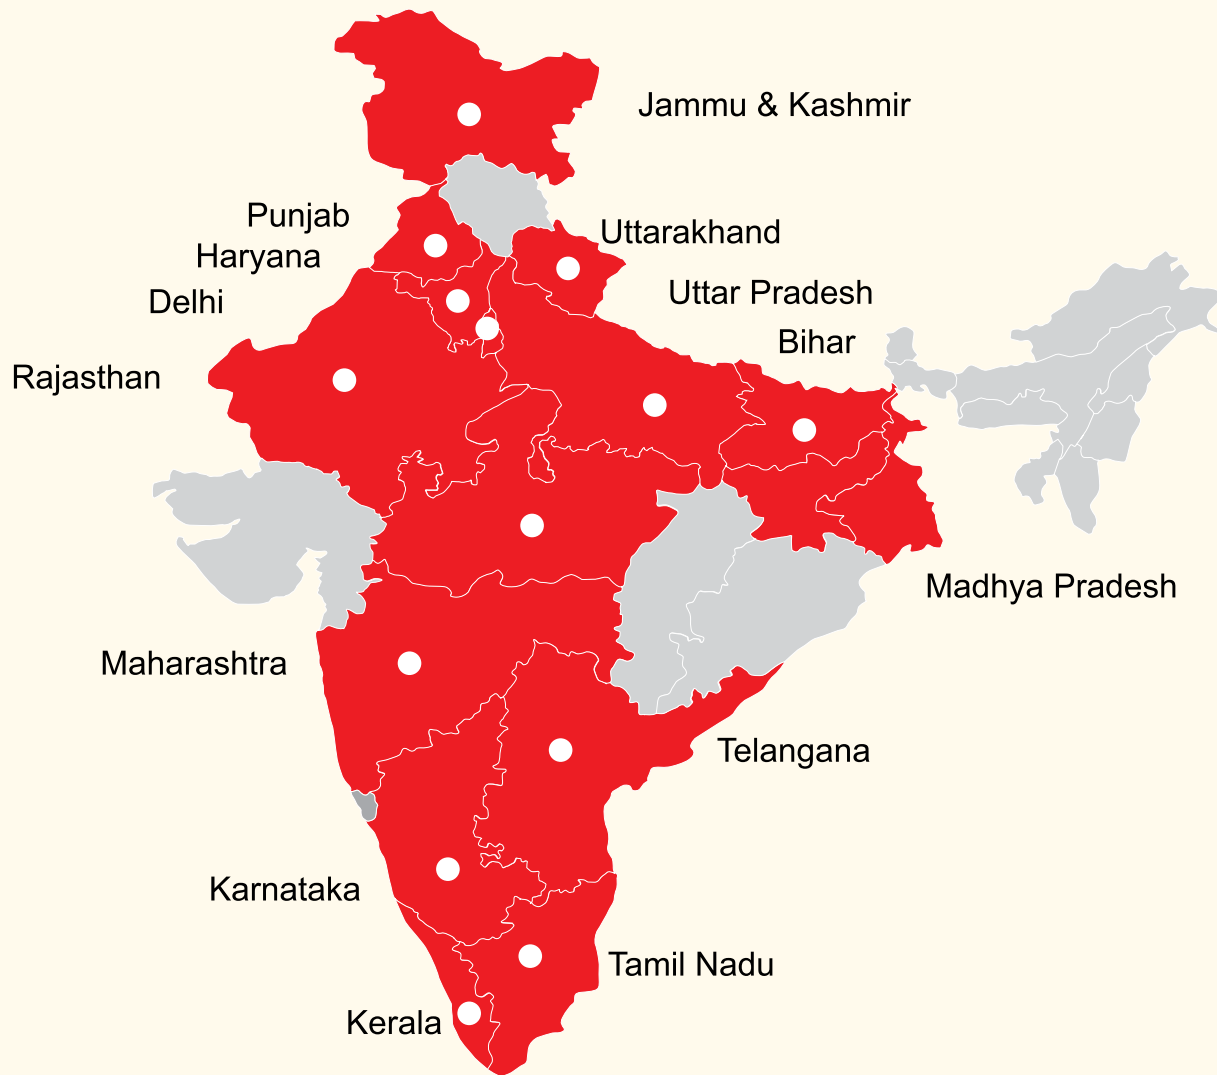 Jammu & Kashmir
Punjab
Uttarakhand
Haryana
Uttar Pradesh
Delhi
Bihar
Rajasthan
Madhya Pradesh
Maharashtra
Telangana
Karnataka
Tamil Nadu
Kerala